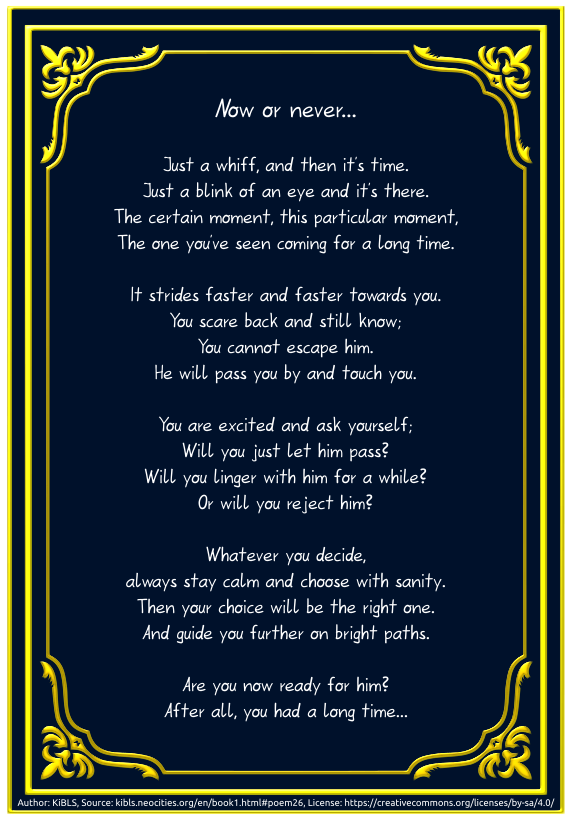 Now or never...
Just a whiff, and then it's time.
Just a blink of an eye and it's there.
The certain moment, this particular moment,
The one you've seen coming for a long time.
It strides faster and faster towards you.
You scare back and still know;
You cannot escape him.
He will pass you by and touch you.
You are excited and ask yourself;
Will you just let him pass?
Will you linger with him for a while?
Or will you reject him?
Whatever you decide,
always stay calm and choose with sanity.
Then your choice will be the right one.
And guide you further on bright paths.
Are you now ready for him?
After all, you had a long time...
Author: KiBLS, Source: kibls.neocities.org/en/book1.html#poem26, License: https://creativecommons.org/licenses/by-sa/4.0/